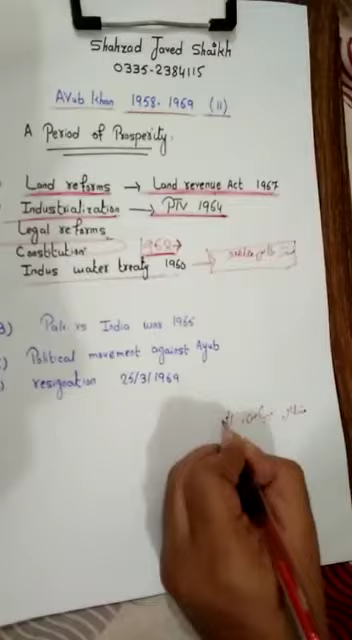 Shahzad Javed Shaikh
0335-2384115
Ayub Khan 1958-1969 (II)
A Period of Prosperity.
Land reforms → Land revenue Act 1967
Industrialization → PTV 1964
Legal reforms
Constitution 1962 →
Indus water treaty 1960 →
B) Pak vs India war 1965
) Political movement against Ayub
) resignation 25/3/1969